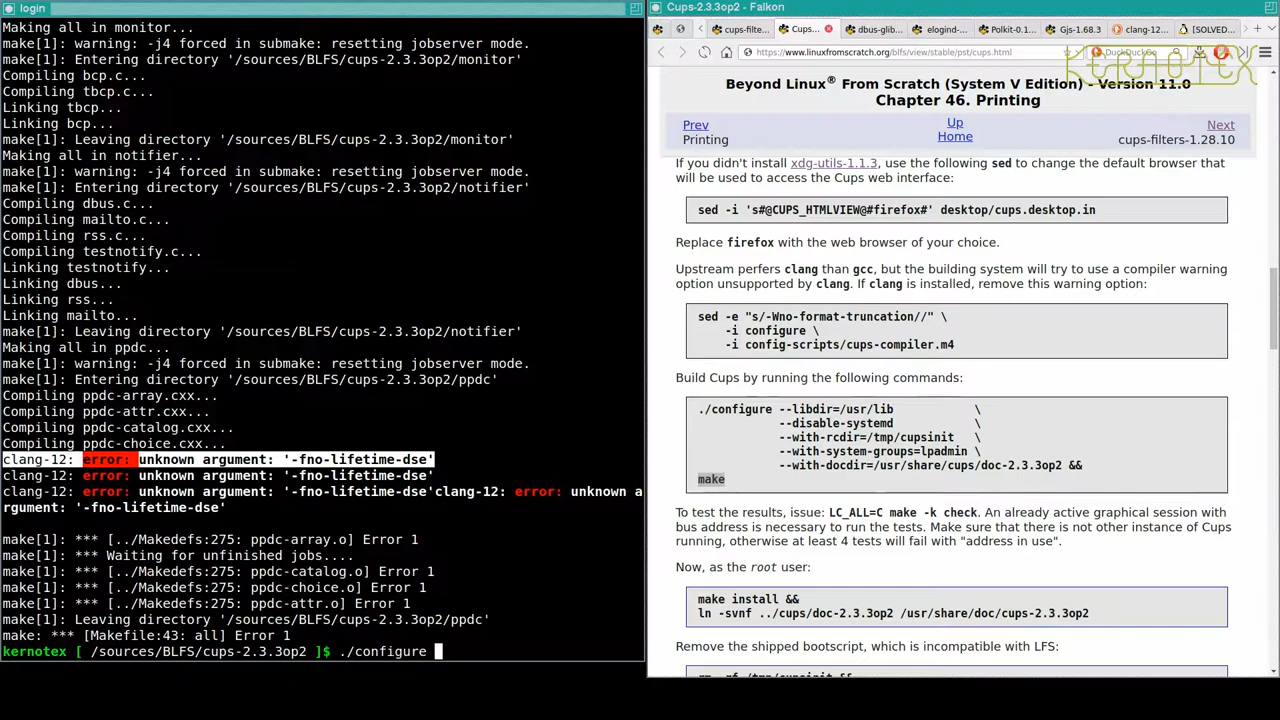 login
Making all in monitor...
make[1]: warning: -j4 forced in submake: resetting jobserver mode.
make[1]: Entering directory '/sources/BLFS/cups-2.3.3op2/monitor'
Compiling bcp.c...
Compiling tbcp.c...
Linking tbcp...
Linking bcp...
make[1]: Leaving directory '/sources/BLFS/cups-2.3.3op2/monitor'
Making all in notifier...
make[1]: warning: -j4 forced in submake: resetting jobserver mode.
make[1]: Entering directory '/sources/BLFS/cups-2.3.3op2/notifier'
Compiling dbus.c...
Compiling mailto.c...
Compiling rss.c...
Compiling testnotify.c...
Linking testnotify...
Linking dbus...
Linking rss...
Linking mailto...
make[1]: Leaving directory '/sources/BLFS/cups-2.3.3op2/notifier'
Making all in ppdc...
make[1]: warning: -j4 forced in submake: resetting jobserver mode.
make[1]: Entering directory '/sources/BLFS/cups-2.3.3op2/ppdc'
Compiling ppdc-array.cxx...
Compiling ppdc-attr.cxx...
Compiling ppdc-catalog.cxx...
Compiling ppdc-choice.cxx...
clang-12: error: unknown argument: '-fno-lifetime-dse'
clang-12: error: unknown argument: '-fno-lifetime-dse'
clang-12: error: unknown argument: '-fno-lifetime-dse'clang-12: error: unknown a
rgument: '-fno-lifetime-dse'
make[1]: *** [../Makedefs:275: ppdc-array.o] Error 1
make[1]: *** Waiting for unfinished jobs....
make[1]: *** [../Makedefs:275: ppdc-catalog.o] Error 1
make[1]: *** [../Makedefs:275: ppdc-choice.o] Error 1
make[1]: *** [../Makedefs:275: ppdc-attr.o] Error 1
make[1]: Leaving directory '/sources/BLFS/cups-2.3.3op2/ppdc'
make: *** [Makefile:43: all] Error 1
kernotex [ /sources/BLFS/cups-2.3.3op2 ]$ ./configure
Cups-2.3.3op2 - Falkon
cups-filte... Cups... dbus-glib... elogind-... Polkit-0.1... Gjs-1.68.3 clang-12... [SOLVED...
https://www.linuxfromscratch.org/blfs/view/stable/pst/cups.html DuckDuckGo
KERNOTEX
Beyond Linux® From Scratch (System V Edition) - Version 11.0
Chapter 46. Printing
Prev Up Next
Printing Home cups-filters-1.28.10
If you didn't install xdg-utils-1.1.3, use the following sed to change the default browser that
will be used to access the Cups web interface:
sed -i 's#@CUPS_HTMLVIEW@#firefox#' desktop/cups.desktop.in
Replace firefox with the web browser of your choice.
Upstream perfers clang than gcc, but the building system will try to use a compiler warning
option unsupported by clang. If clang is installed, remove this warning option:
sed -e "s/-Wno-format-truncation//" \
-i configure \
-i config-scripts/cups-compiler.m4
Build Cups by running the following commands:
./configure --libdir=/usr/lib \
--disable-systemd \
--with-rcdir=/tmp/cupsinit \
--with-system-groups=lpadmin \
--with-docdir=/usr/share/cups/doc-2.3.3op2 &&
make
To test the results, issue: LC_ALL=C make -k check. An already active graphical session with
bus address is necessary to run the tests. Make sure that there is not other instance of Cups
running, otherwise at least 4 tests will fail with "address in use".
Now, as the root user:
make install &&
ln -svnf ../cups/doc-2.3.3op2 /usr/share/doc/cups-2.3.3op2
Remove the shipped bootscript, which is incompatible with LFS:
rm -rf /tmp/cupsinit &&